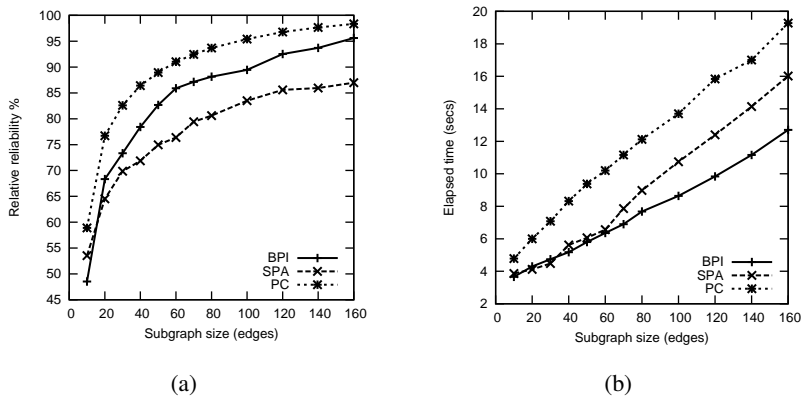 Relative reliability %
100
95
90
85
80
75
70
65
60
55
50
45
0 20 40 60 80 100 120 140 160
Subgraph size (edges)
BPI
SPA
PC
(a)
Elapsed time (secs)
20
18
16
14
12
10
8
6
4
2
0 20 40 60 80 100 120 140 160
Subgraph size (edges)
BPI
SPA
PC
(b)